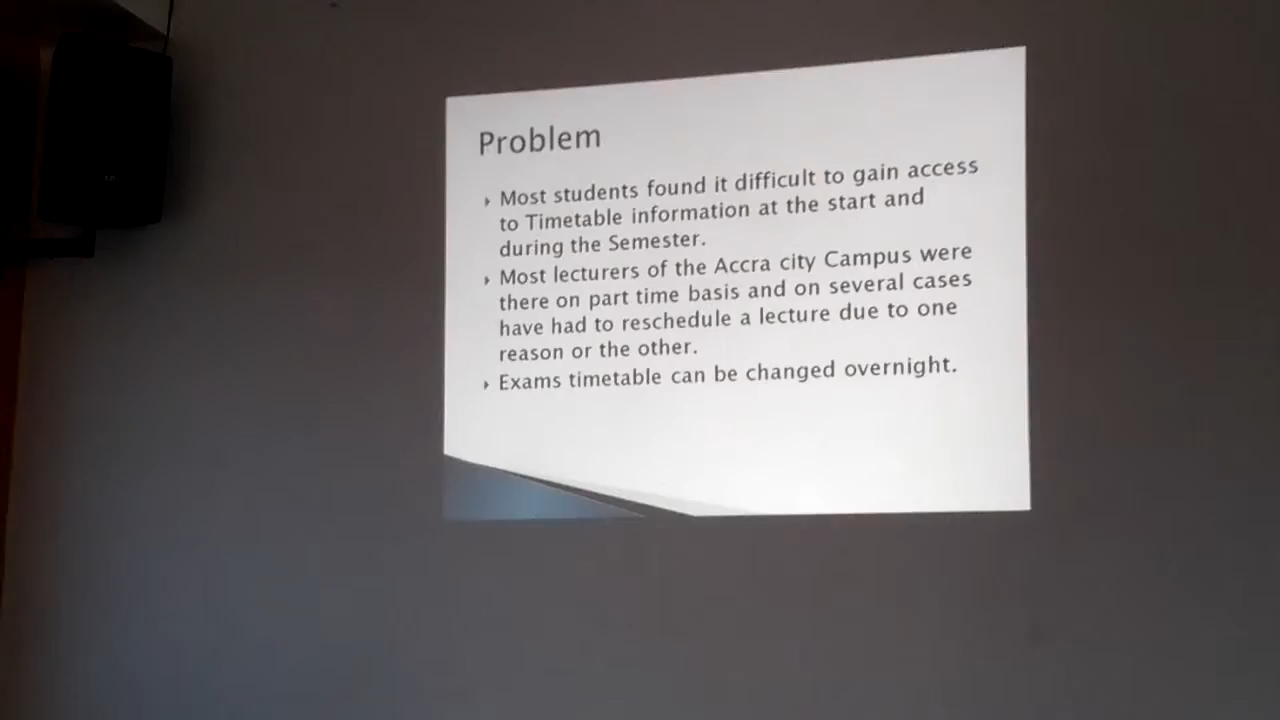 Problem
Most students found it difficult to gain access
to Timetable information at the start and
during the Semester.
Most lecturers of the Accra city Campus were
there on part time basis and on several cases
have had to reschedule a lecture due to one
reason or the other.
Exams timetable can be changed overnight.